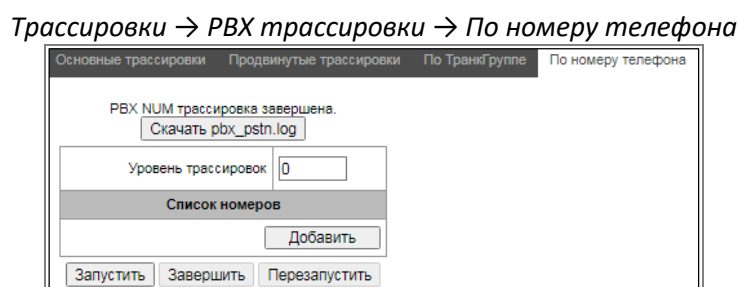 Трассировки → PBX трассировки → По номеру телефона
Основные трассировки Продвинутые трассировки По ТранкГруппе По номеру телефона
PBX NUM трассировка завершена.
Скачать pbx_pstn.log
Уровень трассировок 0
Список номеров
Добавить
Запустить Завершить Перезапустить